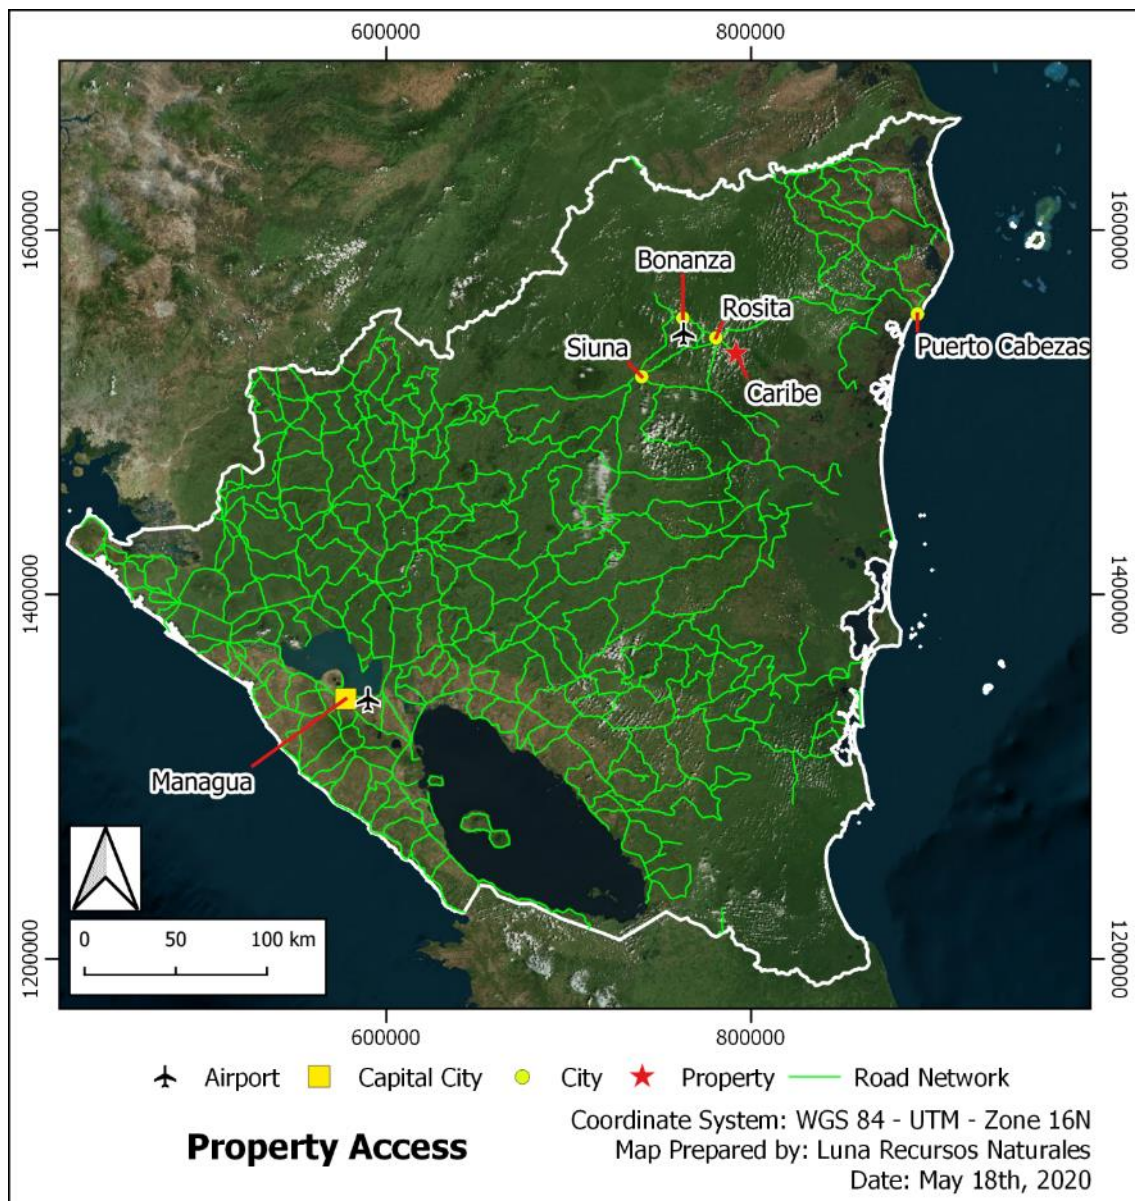 600000
800000
1600000
1600000
Bonanza
Rosita
Siuna
Puerto Cabezas
Caribe
1400000
1400000
Managua
0 50 100 km
1200000
1200000
600000
800000
Airport
Capital City
City
Property
Road Network
Property Access
Coordinate System: WGS 84 - UTM - Zone 16N
Map Prepared by: Luna Recursos Naturales
Date: May 18th, 2020